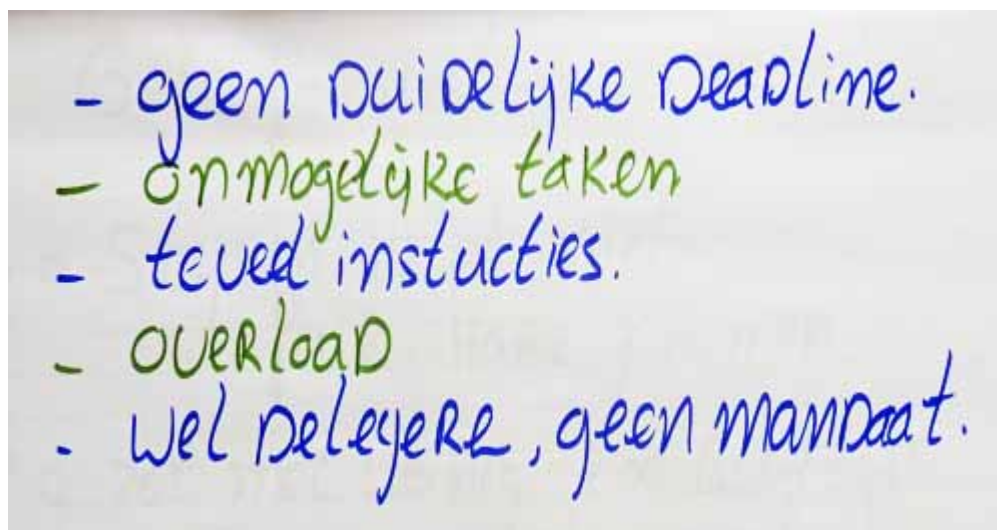 - geen Duidelijke Deadline.
- onmogelijke taken
- teveel instucties.
- overload
- wel Delegere, geen manDaat.